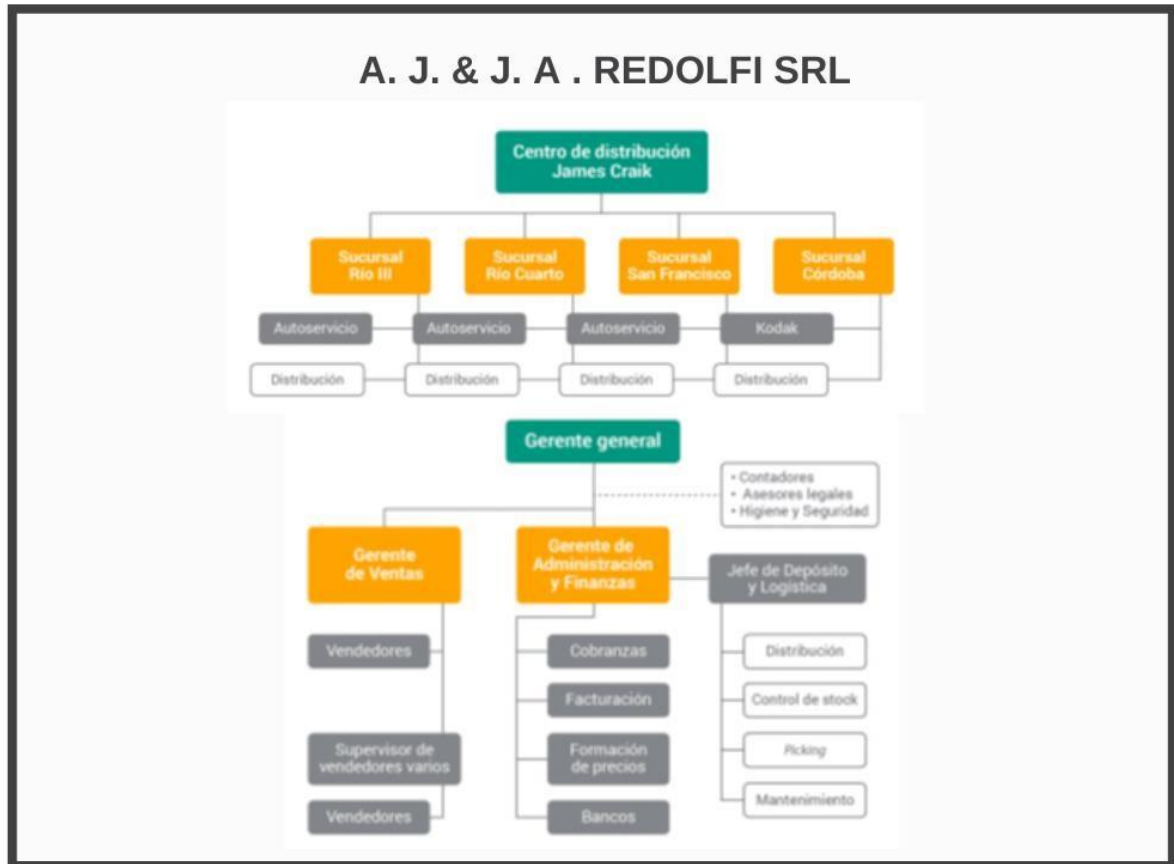 A. J. & J. A . REDOLFI SRL
Centro de distribución
James Craik
Sucursal
Río III
Sucursal
Río Cuarto
Sucursal
San Francisco
Sucursal
Córdoba
Autoservicio
Autoservicio
Autoservicio
Kodak
Distribución
Distribución
Distribución
Distribución
Gerente general
• Contadores
• Asesores legales
• Higiene y Seguridad
Gerente
de Ventas
Gerente de
Administración
y Finanzas
Jefe de Depósito
y Logística
Vendedores
Cobranzas
Distribución
Facturación
Control de stock
Supervisor de
vendedores varios
Formación
de precios
Picking
Vendedores
Bancos
Mantenimiento